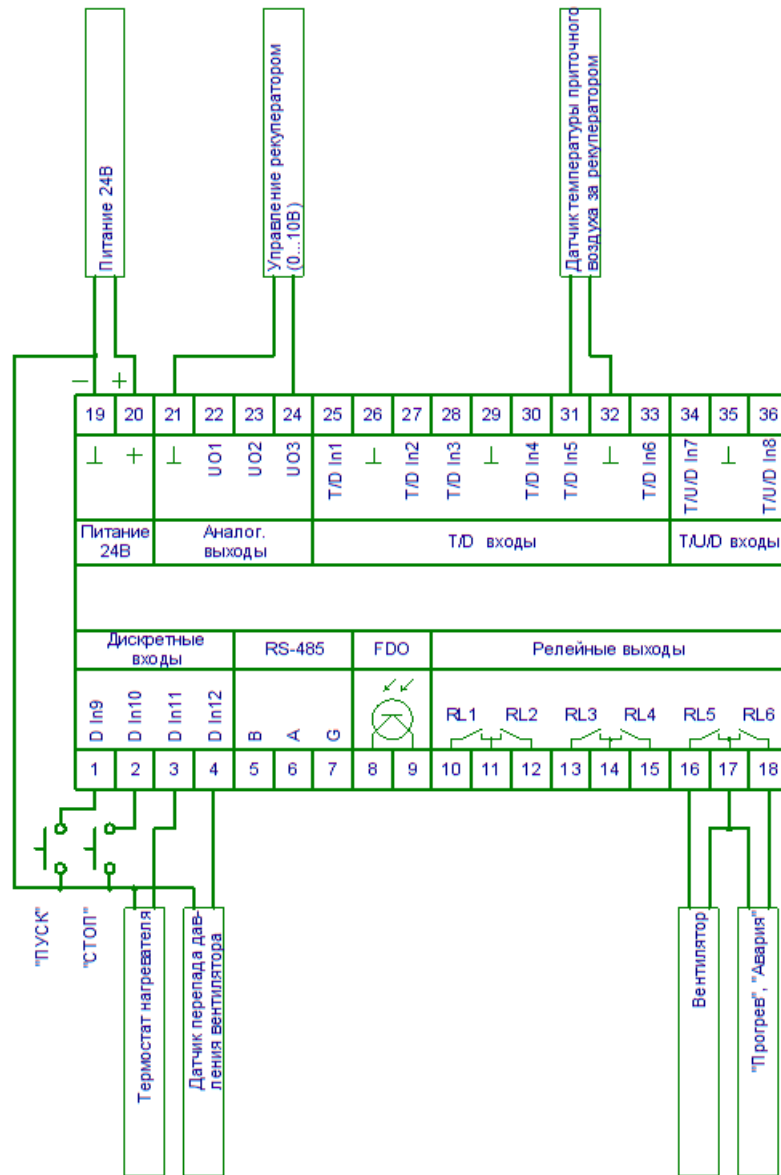 Питание 24В
Управление рекуператором
(0...10В)
Датчик температуры приточного
воздуха за рекуператором
− +
19 20 21 22 23 24 25 26 27 28 29 30 31 32 33 34 35 36
⊥ + ⊥ UO1 UO2 UO3 T/D In1 ⊥ T/D In2 T/D In3 ⊥ T/D In4 T/D In5 ⊥ T/D In6 T/U/D In7 ⊥ T/U/D In8
Питание
24В
Аналог.
выходы
T/D входы
T/U/D входы
Дискретные
входы
RS-485
FDO
Релейные выходы
D In9 D In10 D In11 D In12 B A G RL1 RL2 RL3 RL4 RL5 RL6
1 2 3 4 5 6 7 8 9 10 11 12 13 14 15 16 17 18
"ПУСК"
"СТОП"
Термостат нагревателя
Датчик перепада дав-
ления вентилятора
Вентилятор
"Прогрев", "Авария"